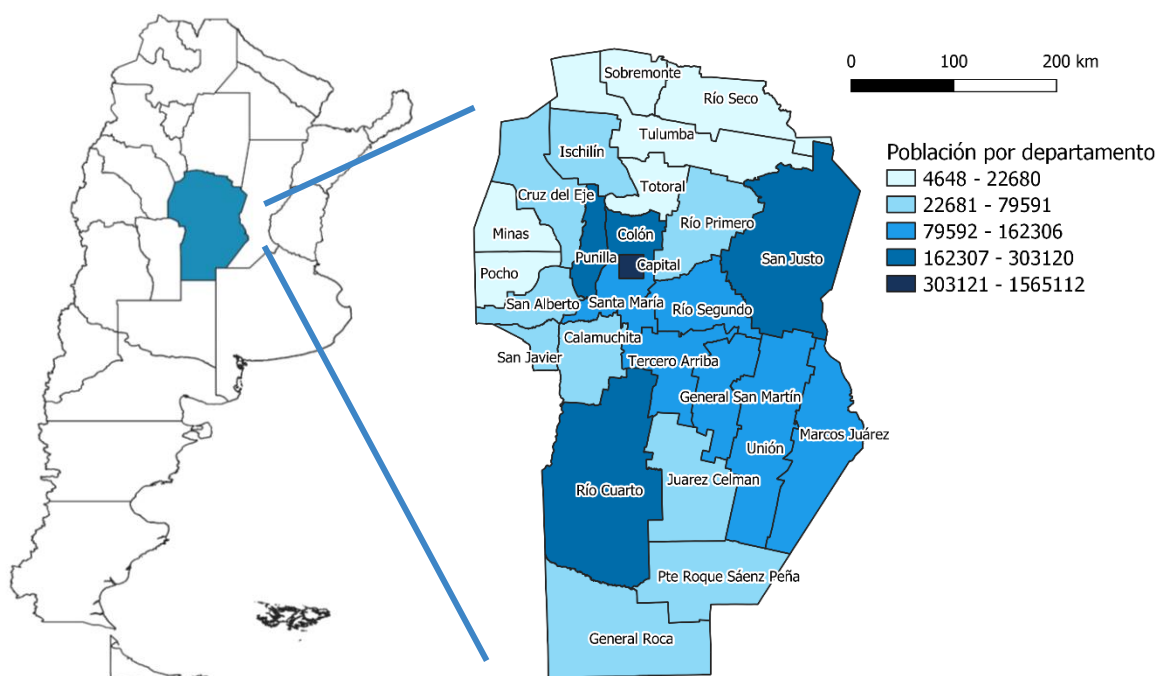 0 100 200 km
Población por departamento
4648 - 22680
22681 - 79591
79592 - 162306
162307 - 303120
303121 - 1565112
Sobremonte
Río Seco
Tulumba
Ischilín
Totoral
Cruz del Eje
Río Primero
Minas
Colón
Punilla
Capital
San Justo
Pocho
San Alberto
Santa María
Río Segundo
Calamuchita
San Javier
Tercero Arriba
General San Martín
Marcos Juárez
Unión
Juarez Celman
Río Cuarto
Pte Roque Sáenz Peña
General Roca